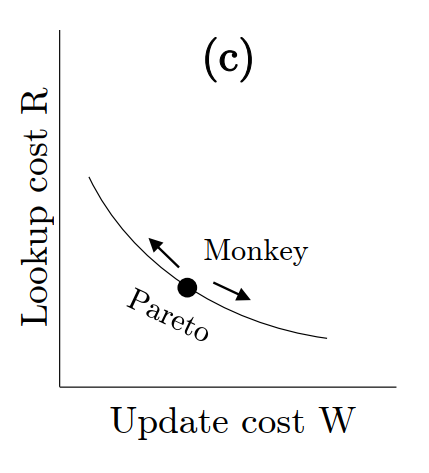 (c)
Lookup cost R
Monkey
Pareto
Update cost W